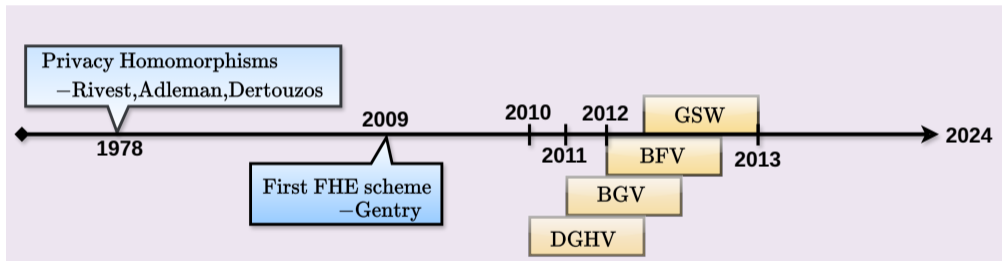 Privacy Homomorphisms
–Rivest,Adleman,Dertouzos
1978
2009
First FHE scheme
–Gentry
2010
2011
2012
GSW
2013
BFV
BGV
DGHV
2024